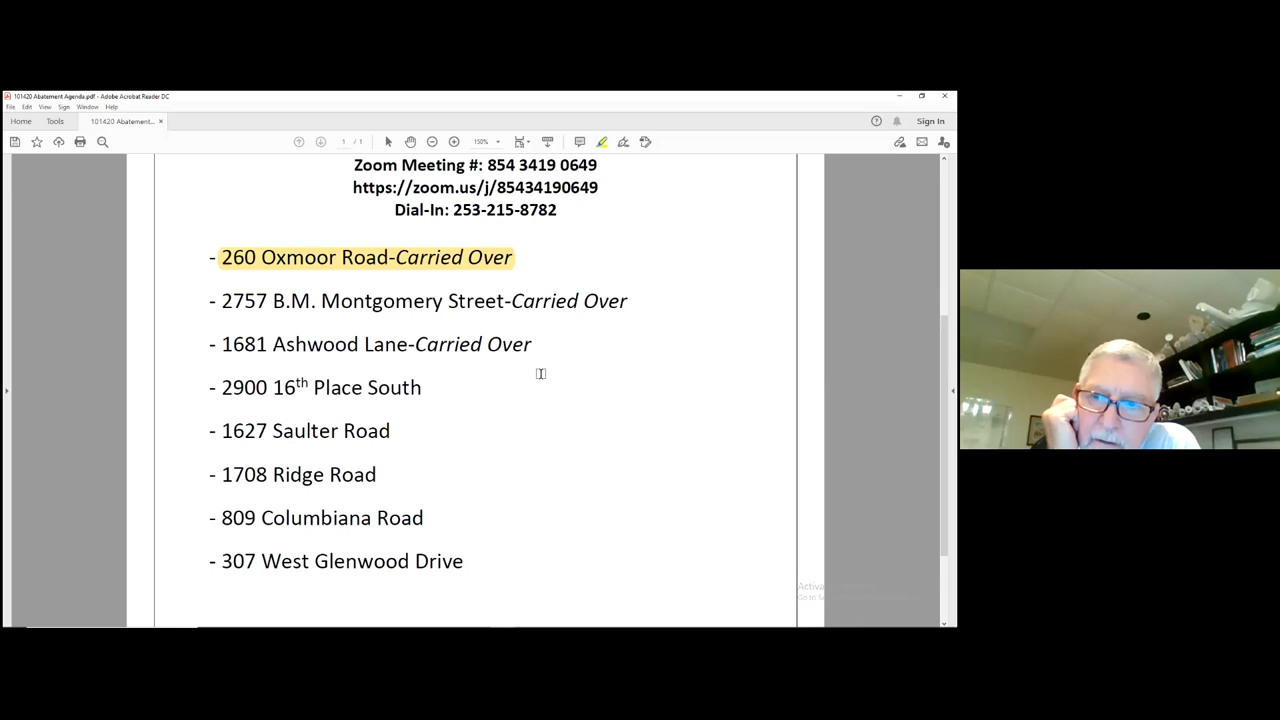 101420 Abatement Agenda.pdf - Adobe Acrobat Reader DC
File Edit View Sign Window Help
Home Tools 101420 Abatement... × Sign In
1 / 1 150%
Zoom Meeting #: 854 3419 0649
https://zoom.us/j/85434190649
Dial-In: 253-215-8782
- 260 Oxmoor Road-Carried Over
- 2757 B.M. Montgomery Street-Carried Over
- 1681 Ashwood Lane-Carried Over
- 2900 16th Place South
- 1627 Saulter Road
- 1708 Ridge Road
- 809 Columbiana Road
- 307 West Glenwood Drive
Go to